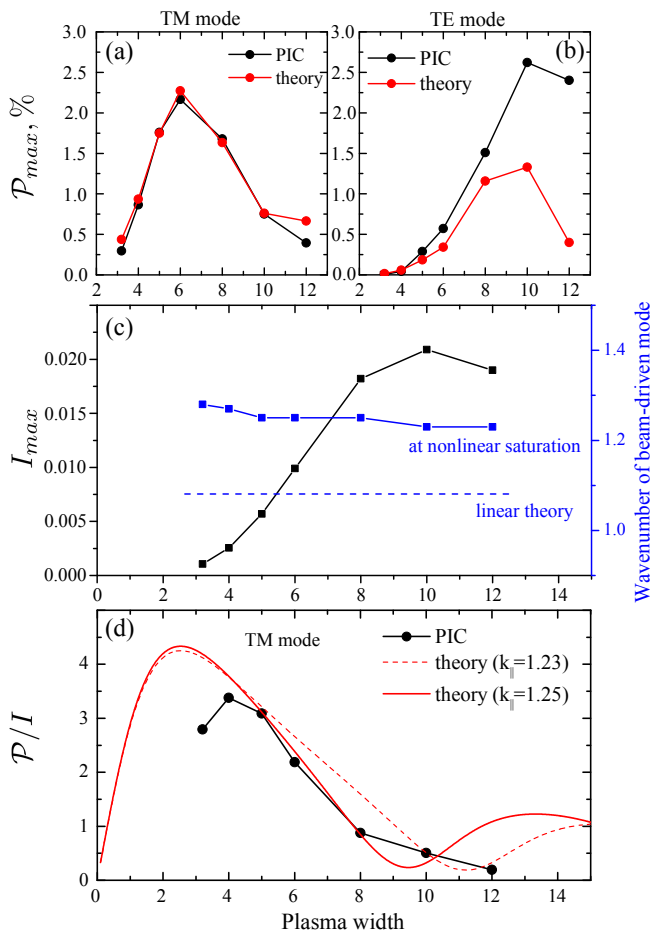 TM mode
TE mode
(a)
PIC
theory
(b)
PIC
theory
𝒫max, %
3.0
2.5
2.0
1.5
1.0
0.5
0.0
3.0
2.5
2.0
1.5
1.0
0.5
0.0
2 4 6 8 10 12
2 4 6 8 10 12
(c)
Imax
0.020
0.015
0.010
0.005
0.000
1.4
1.2
1.0
Wavenumber of beam-driven mode
at nonlinear saturation
linear theory
0 2 4 6 8 10 12
(d)
TM mode
PIC
theory (k∥=1.23)
theory (k∥=1.25)
𝒫/I
4
3
2
1
0
0 2 4 6 8 10 12 14
Plasma width